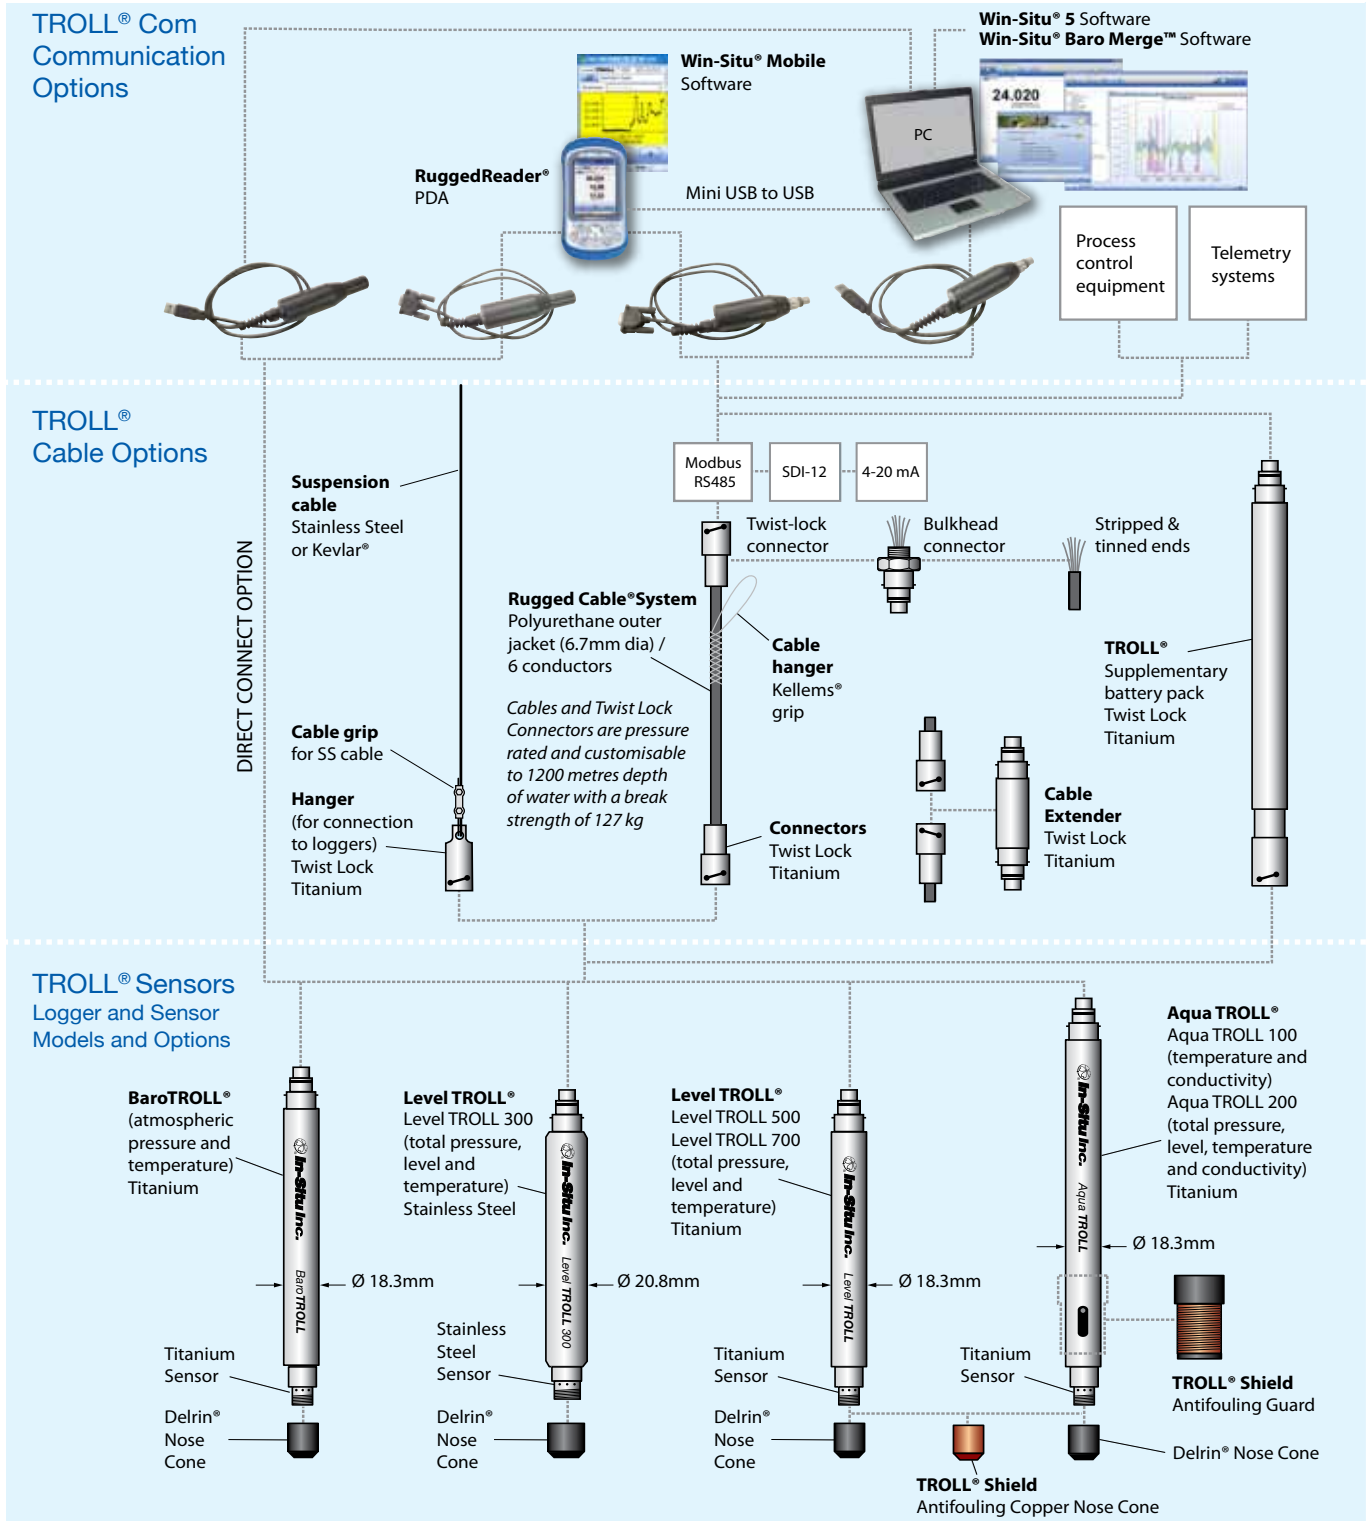 TROLL® Com
Communication
Options
Win-Situ® 5 Software
Win-Situ® Baro Merge™ Software
Win-Situ® Mobile
Software
24.020
PC
RuggedReader®
PDA
Mini USB to USB
Process
control
equipment
Telemetry
systems
TROLL®
Cable Options
DIRECT CONNECT OPTION
Suspension
cable
Stainless Steel
or Kevlar®
Modbus
RS485
SDI-12
4-20 mA
Twist-lock
connector
Bulkhead
connector
Stripped &
tinned ends
Rugged Cable®System
Polyurethane outer
jacket (6.7mm dia) /
6 conductors
Cables and Twist Lock
Connectors are pressure
rated and customisable
to 1200 metres depth
of water with a break
strength of 127 kg
Cable
hanger
Kellems®
grip
TROLL®
Supplementary
battery pack
Twist Lock
Titanium
Cable grip
for SS cable
Hanger
(for connection
to loggers)
Twist Lock
Titanium
Connectors
Twist Lock
Titanium
Cable
Extender
Twist Lock
Titanium
TROLL® Sensors
Logger and Sensor
Models and Options
BaroTROLL®
(atmospheric
pressure and
temperature)
Titanium
In-Situ Inc.
BaroTROLL
Ø 18.3mm
Titanium
Sensor
Delrin®
Nose
Cone
Level TROLL®
Level TROLL 300
(total pressure,
level and
temperature)
Stainless Steel
In-Situ Inc.
Level TROLL 300
Ø 20.8mm
Stainless
Steel
Sensor
Delrin®
Nose
Cone
Level TROLL®
Level TROLL 500
Level TROLL 700
(total pressure,
level and
temperature)
Titanium
In-Situ Inc.
Level TROLL
Ø 18.3mm
Titanium
Sensor
Delrin®
Nose
Cone
Aqua TROLL®
Aqua TROLL 100
(temperature and
conductivity)
Aqua TROLL 200
(total pressure,
level, temperature
and conductivity)
Titanium
In-Situ Inc.
Aqua TROLL
Ø 18.3mm
Titanium
Sensor
TROLL® Shield
Antifouling Guard
Delrin® Nose Cone
TROLL® Shield
Antifouling Copper Nose Cone